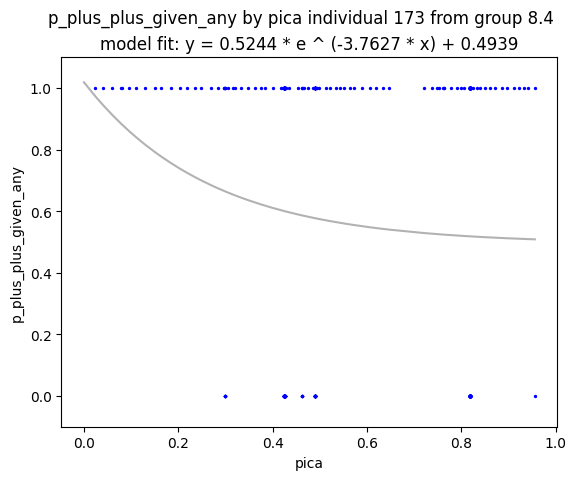 p_plus_plus_given_any by pica individual 173 from group 8.4
model fit: y = 0.5244 * e ^ (-3.7627 * x) + 0.4939
1.0
0.8
0.6
0.4
0.2
0.0
p_plus_plus_given_any
0.0 0.2 0.4 0.6 0.8 1.0
pica